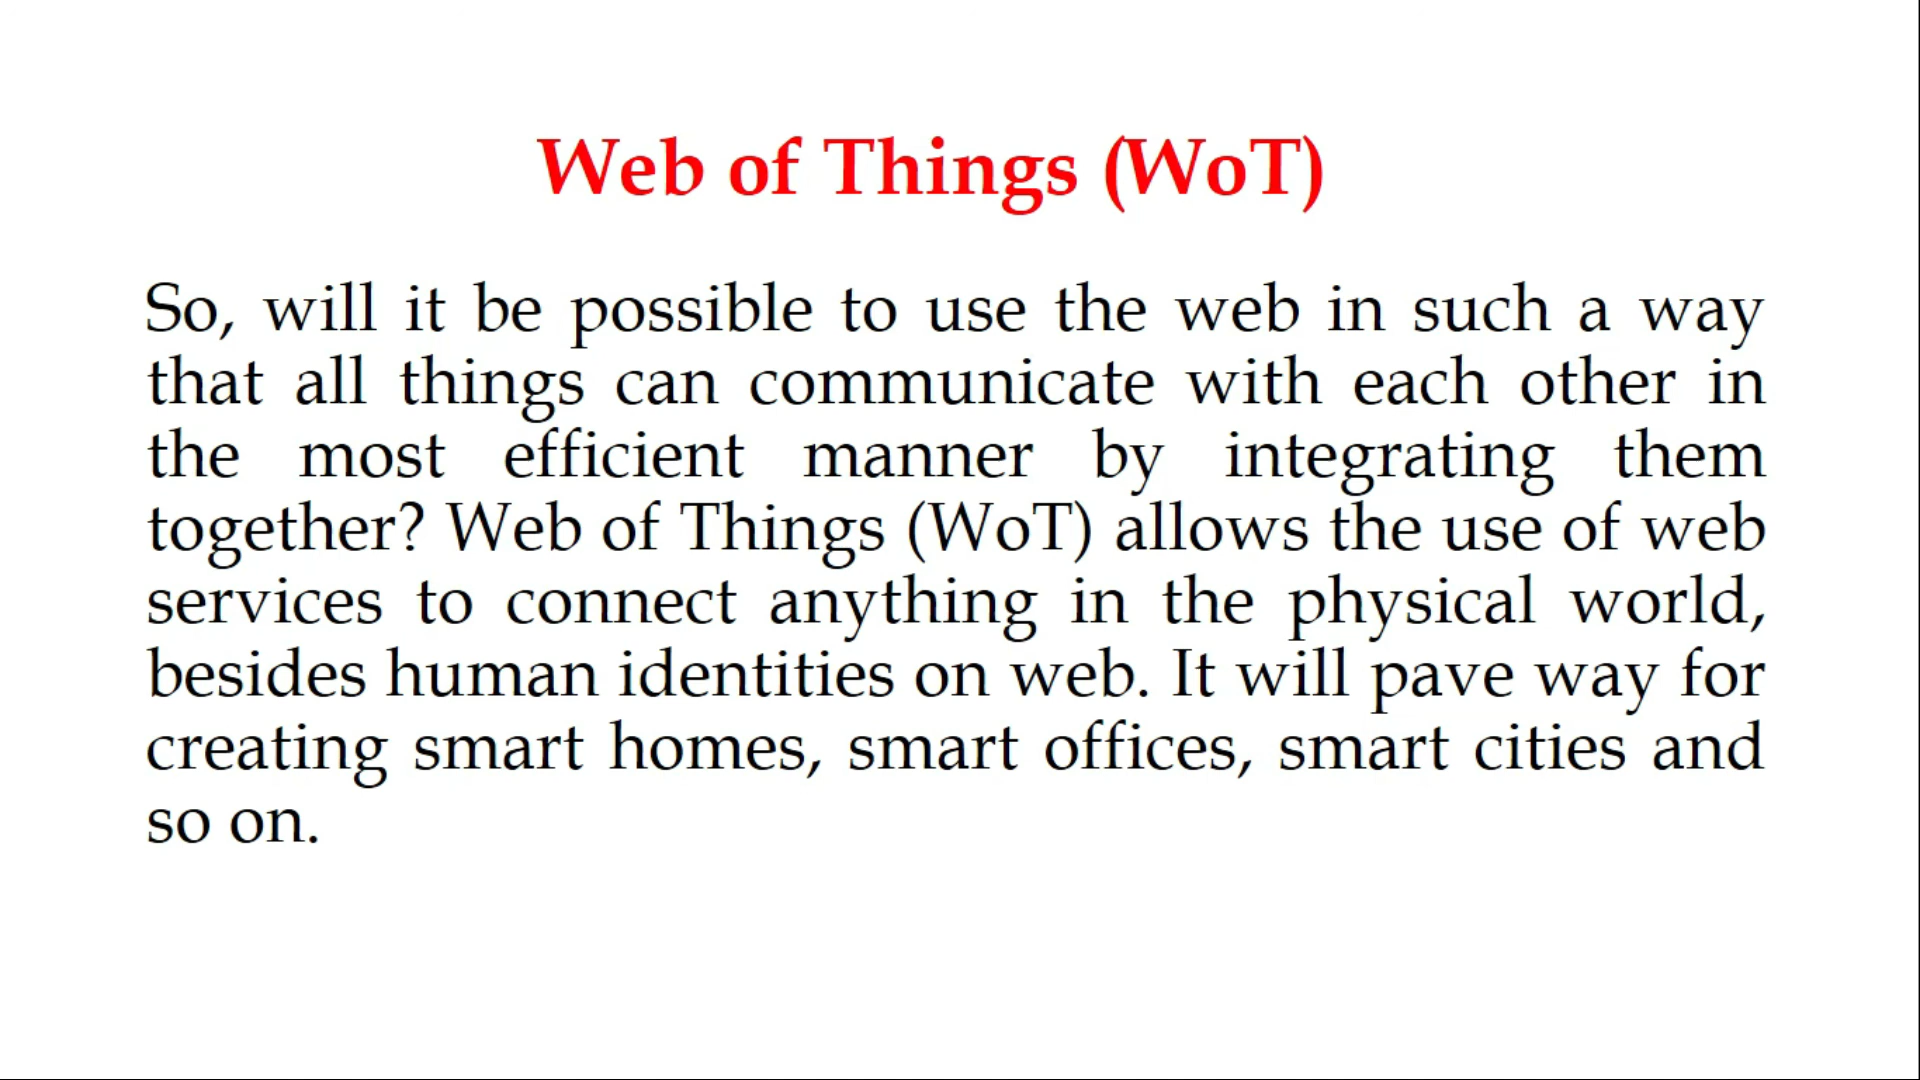 Web of Things (WoT)
So, will it be possible to use the web in such a way
that all things can communicate with each other in
the most efficient manner by integrating them
together? Web of Things (WoT) allows the use of web
services to connect anything in the physical world,
besides human identities on web. It will pave way for
creating smart homes, smart offices, smart cities and
so on.